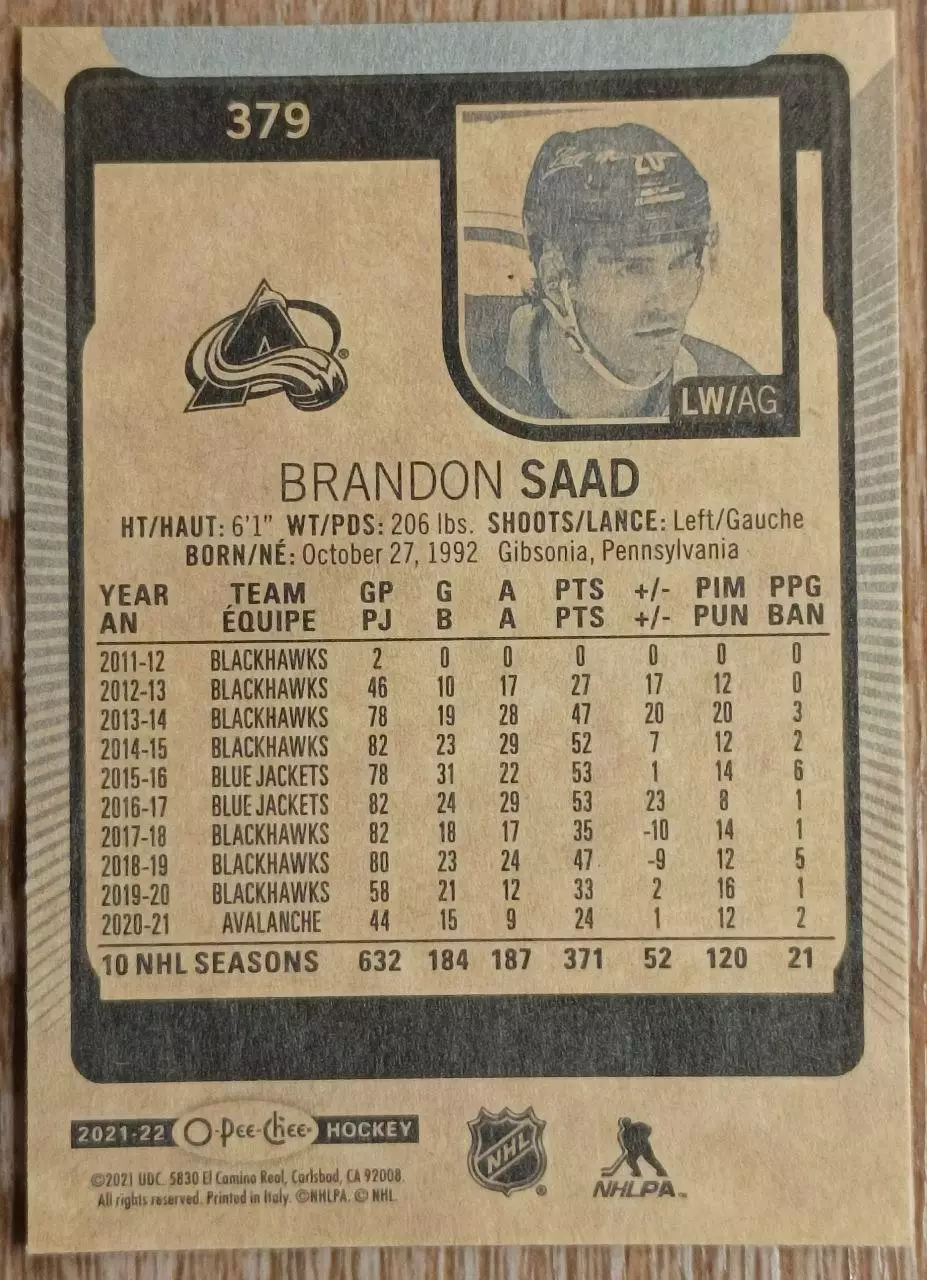 379
20
LW/AG
BRANDON SAAD
HT/HAUT: 6'1" WT/PDS: 206 lbs. SHOOTS/LANCE: Left/Gauche
BORN/NÉ: October 27, 1992 Gibsonia, Pennsylvania
YEAR TEAM GP G A PTS +/- PIM PPG
AN ÉQUIPE PJ B A PTS +/- PUN BAN
2011-12 BLACKHAWKS 2 0 0 0 0 0 0
2012-13 BLACKHAWKS 46 10 17 27 17 12 0
2013-14 BLACKHAWKS 78 19 28 47 20 20 3
2014-15 BLACKHAWKS 82 23 29 52 7 12 2
2015-16 BLUE JACKETS 78 31 22 53 1 14 6
2016-17 BLUE JACKETS 82 24 29 53 23 8 1
2017-18 BLACKHAWKS 82 18 17 35 -10 14 1
2018-19 BLACKHAWKS 80 23 24 47 -9 12 5
2019-20 BLACKHAWKS 58 21 12 33 2 16 1
2020-21 AVALANCHE 44 15 9 24 1 12 2
10 NHL SEASONS 632 184 187 371 52 120 21
2021-22 O-Pee-Chee HOCKEY
©2021 UDC. 5830 El Camino Real, Carlsbad, CA 92008.
All rights reserved. Printed in Italy. ©NHLPA. © NHL.
NHL ®
NHLPA™